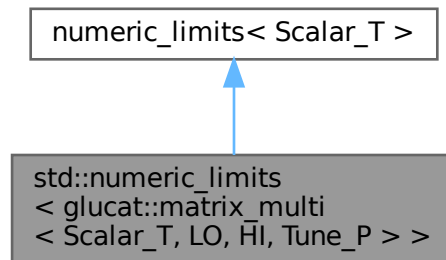 numeric_limits< Scalar_T >
std::numeric_limits
< glucat::matrix_multi
< Scalar_T, LO, HI, Tune_P > >